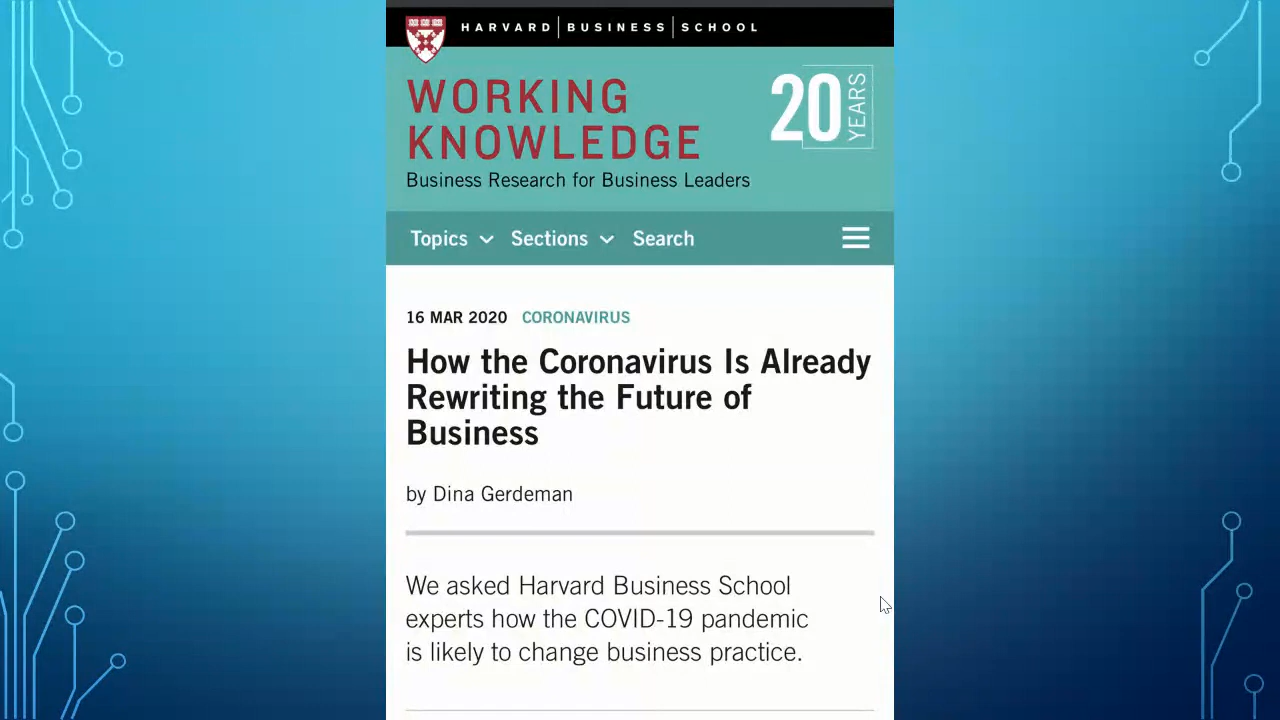 HARVARD | BUSINESS | SCHOOL
WORKING
KNOWLEDGE
20 YEARS
Business Research for Business Leaders
Topics Sections Search
16 MAR 2020 CORONAVIRUS
How the Coronavirus Is Already
Rewriting the Future of
Business
by Dina Gerdeman
We asked Harvard Business School
experts how the COVID-19 pandemic
is likely to change business practice.